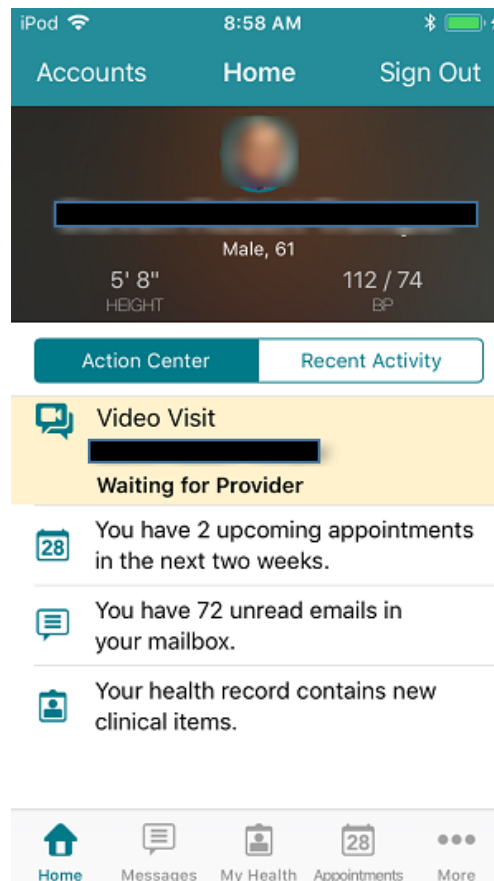 iPod 8:58 AM
Accounts Home Sign Out
Male, 61
5' 8" 112 / 74
HEIGHT BP
Action Center Recent Activity
Video Visit
Waiting for Provider
28 You have 2 upcoming appointments
in the next two weeks.
You have 72 unread emails in
your mailbox.
Your health record contains new
clinical items.
28
Home Messages My Health Appointments More